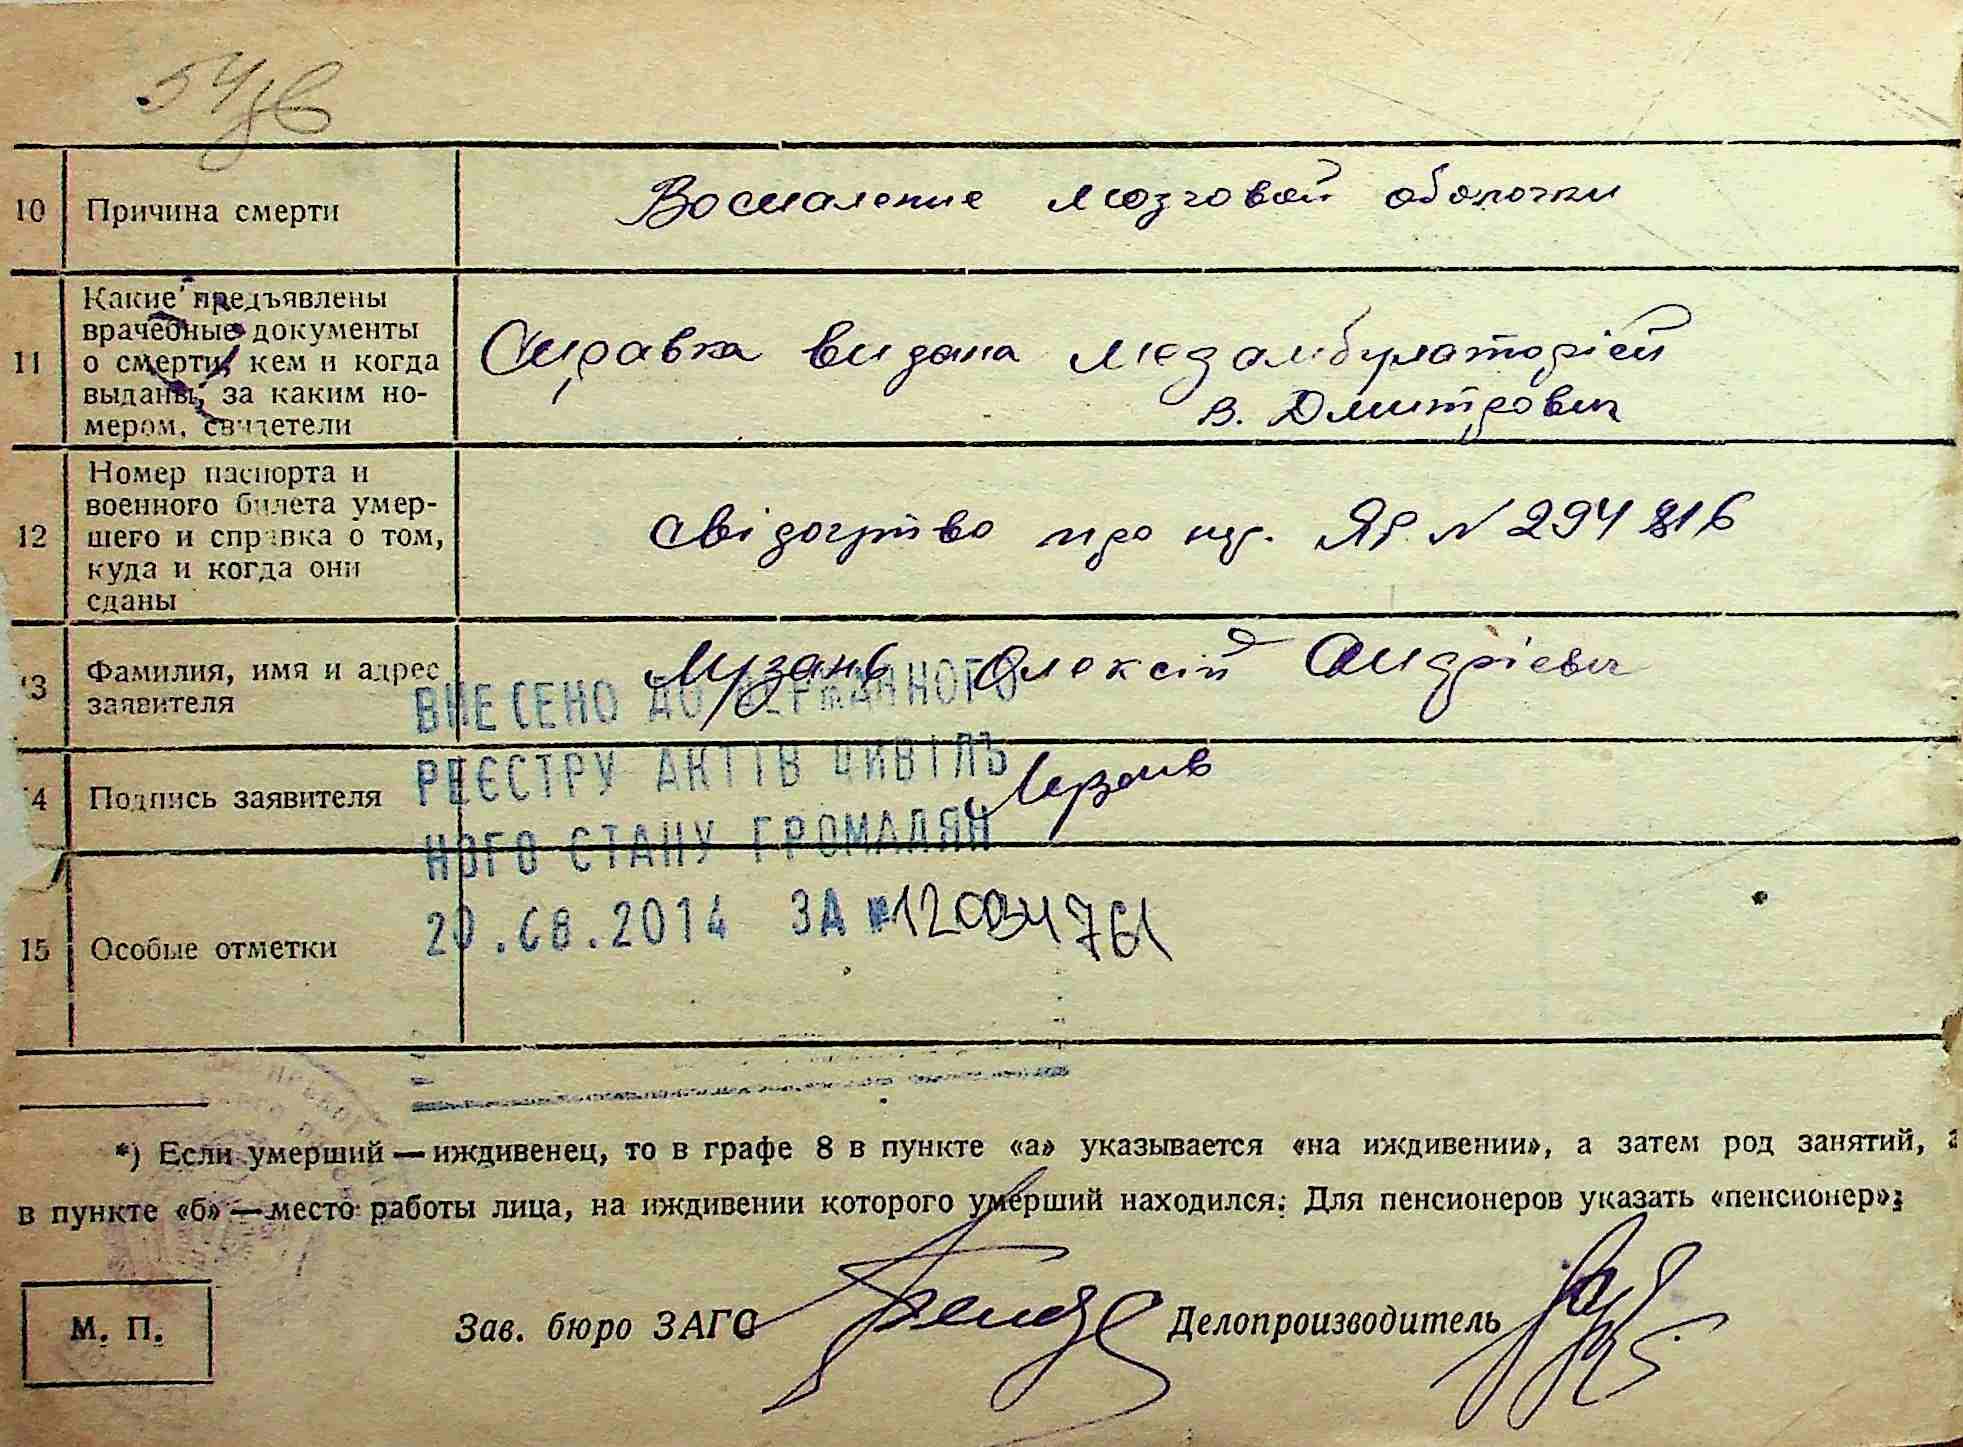 10 Причина смерти Воспаление мозговой оболочки
11 Какие предъявлены
врачебные документы
о смерти, кем и когда
выданы, за каким но-
мером, свидетели
Справка видана медамбулаторією
в. Дмитрович
12 Номер паспорта и
военного билета умер-
шего и справка о том,
куда и когда они
сданы
свідоцтво про нар. ЯР N 294816
13 Фамилия, имя и адрес
заявителя
Музань Олексій Андрієвич
ВНЕСЕНО ДО ДЕРЖАВНОГО
РЕЄСТРУ АКТІВ ЦИВІЛЬ
НОГО СТАНУ ГРОМАДЯН
14 Подпись заявителя
20.08.2014 ЗА №
15 Особые отметки
*) Если умерший — иждивенец, то в графе 8 в пункте «а» указывается «на иждивении», а затем род занятий, а
в пункте «б» — место работы лица, на иждивении которого умерший находился: Для пенсионеров указать «пенсионер»;
М. П. Зав. бюро ЗАГС Делопроизводитель